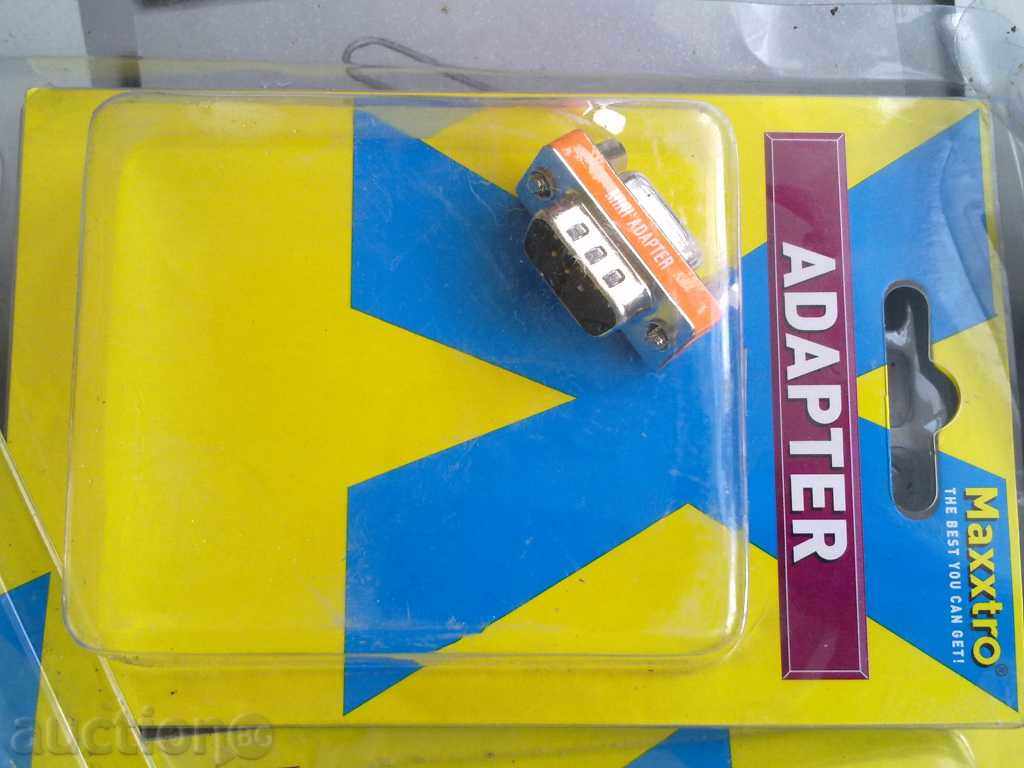 Maxxtro®
THE BEST YOU CAN GET!
ADAPTER
MINI ADAPTER
auction BG